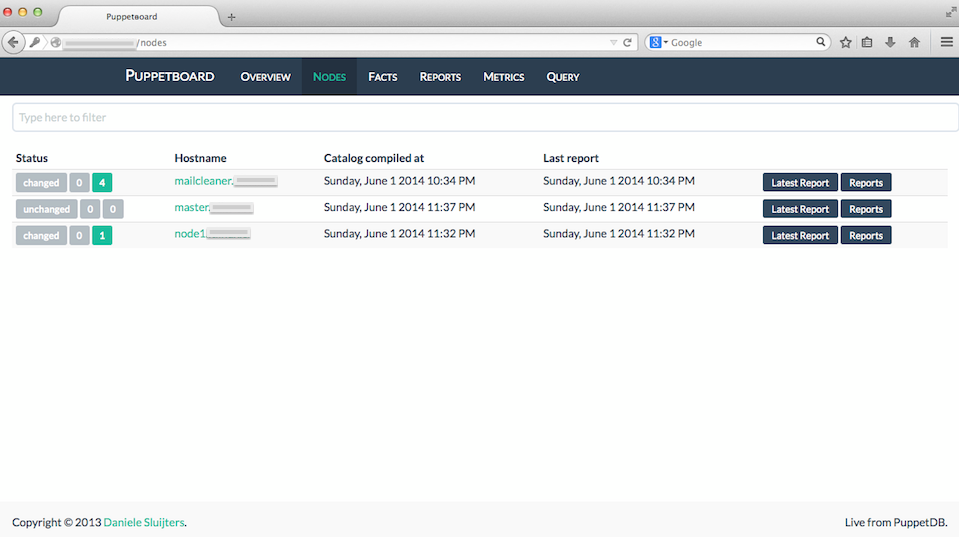 Puppetboard
/nodes
Google
PUPPETBOARD OVERVIEW NODES FACTS REPORTS METRICS QUERY
Type here to filter
Status Hostname Catalog compiled at Last report
changed 0 4 mailcleaner. Sunday, June 1 2014 10:34 PM Sunday, June 1 2014 10:34 PM Latest Report Reports
unchanged 0 0 master. Sunday, June 1 2014 11:37 PM Sunday, June 1 2014 11:37 PM Latest Report Reports
changed 0 1 node1. Sunday, June 1 2014 11:32 PM Sunday, June 1 2014 11:32 PM Latest Report Reports
Copyright © 2013 Daniele Sluijters. Live from PuppetDB.